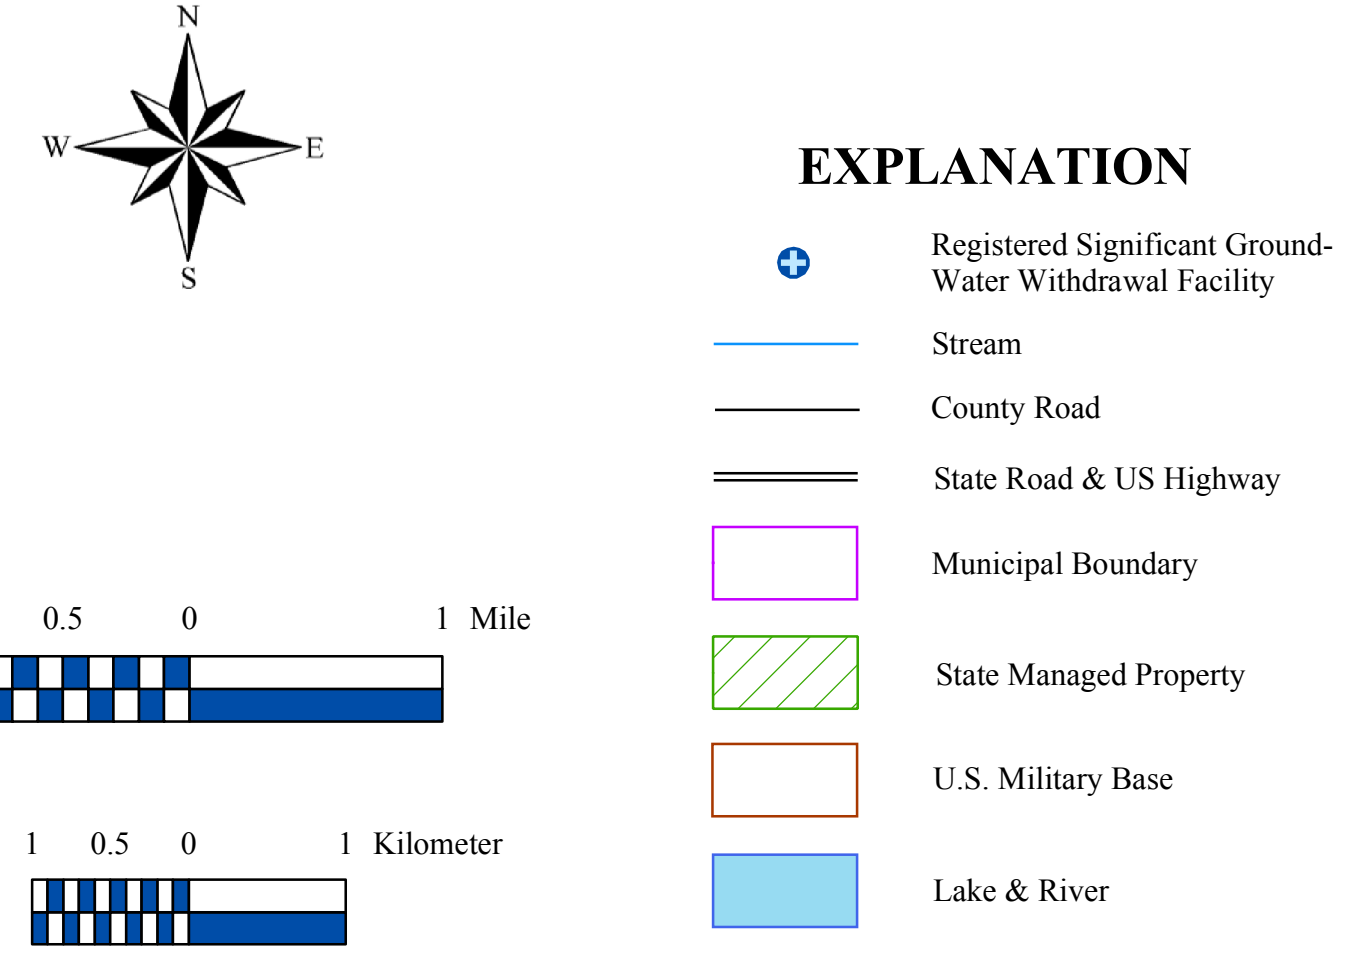 N
W E
S
EXPLANATION
Registered Significant Ground-
Water Withdrawal Facility
Stream
County Road
State Road & US Highway
Municipal Boundary
State Managed Property
U.S. Military Base
Lake & River
0.5 0 1 Mile
1 0.5 0 1 Kilometer